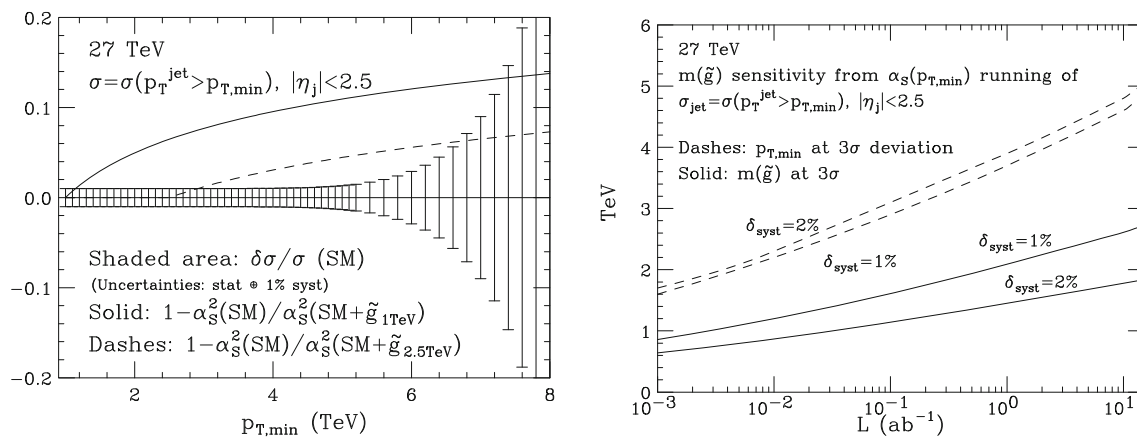 0.2
0.1
0.0
−0.1
−0.2
27 TeV
σ=σ(p_T^jet>p_T,min), |η_j|<2.5
Shaded area: δσ/σ (SM)
(Uncertainties: stat ⊕ 1% syst)
Solid: 1−α_S^2(SM)/α_S^2(SM+g̃_1TeV)
Dashes: 1−α_S^2(SM)/α_S^2(SM+g̃_2.5TeV)
2 4 6 8
p_T,min (TeV)
6
5
4
3
2
1
0
TeV
27 TeV
m(g̃) sensitivity from α_S(p_T,min) running of
σ_jet=σ(p_T^jet>p_T,min), |η_j|<2.5
Dashes: p_T,min at 3σ deviation
Solid: m(g̃) at 3σ
δ_syst=2%
δ_syst=1%
δ_syst=1%
δ_syst=2%
10^−3 10^−2 10^−1 10^0 10^1
L (ab^−1)